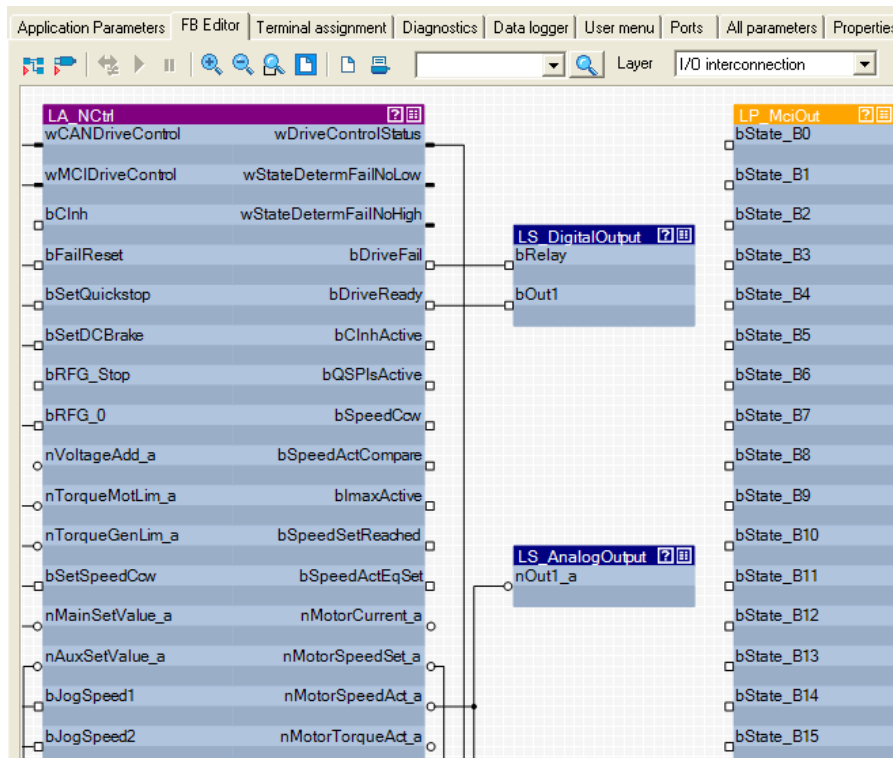 Application Parameters FB Editor Terminal assignment Diagnostics Data logger User menu Ports All parameters Properties
Layer I/O interconnection
LA_NCtrl
wCANDriveControl wDriveControlStatus
wMCIDriveControl wStateDetermFailNoLow
bCInh wStateDetermFailNoHigh
bFailReset bDriveFail
bSetQuickstop bDriveReady
bSetDCBrake bCInhActive
bRFG_Stop bQSPIsActive
bRFG_0 bSpeedCcw
nVoltageAdd_a bSpeedActCompare
nTorqueMotLim_a bImaxActive
nTorqueGenLim_a bSpeedSetReached
bSetSpeedCcw bSpeedActEqSet
nMainSetValue_a nMotorCurrent_a
nAuxSetValue_a nMotorSpeedSet_a
bJogSpeed1 nMotorSpeedAct_a
bJogSpeed2 nMotorTorqueAct_a
LS_DigitalOutput
bRelay
bOut1
LS_AnalogOutput
nOut1_a
LP_MciOut
bState_B0
bState_B1
bState_B2
bState_B3
bState_B4
bState_B5
bState_B6
bState_B7
bState_B8
bState_B9
bState_B10
bState_B11
bState_B12
bState_B13
bState_B14
bState_B15